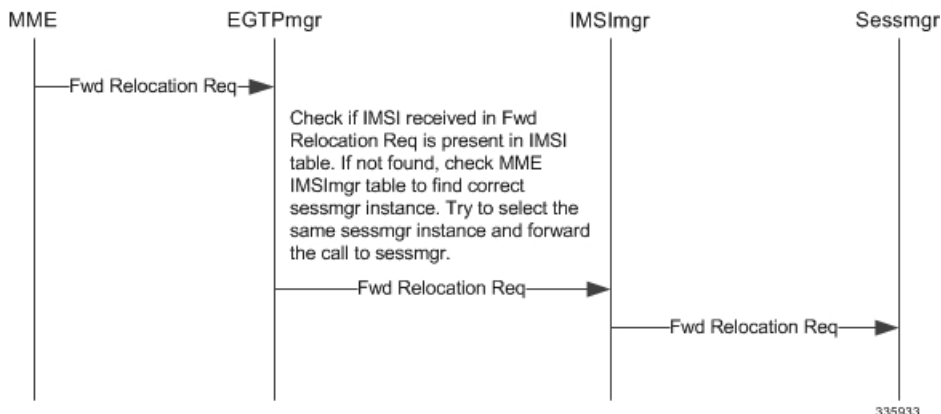 MME EGTPmgr IMSImgr Sessmgr
Fwd Relocation Req
Check if IMSI received in Fwd
Relocation Req is present in IMSI
table. If not found, check MME
IMSImgr table to find correct
sessmgr instance. Try to select the
same sessmgr instance and forward
the call to sessmgr.
Fwd Relocation Req
Fwd Relocation Req
335933